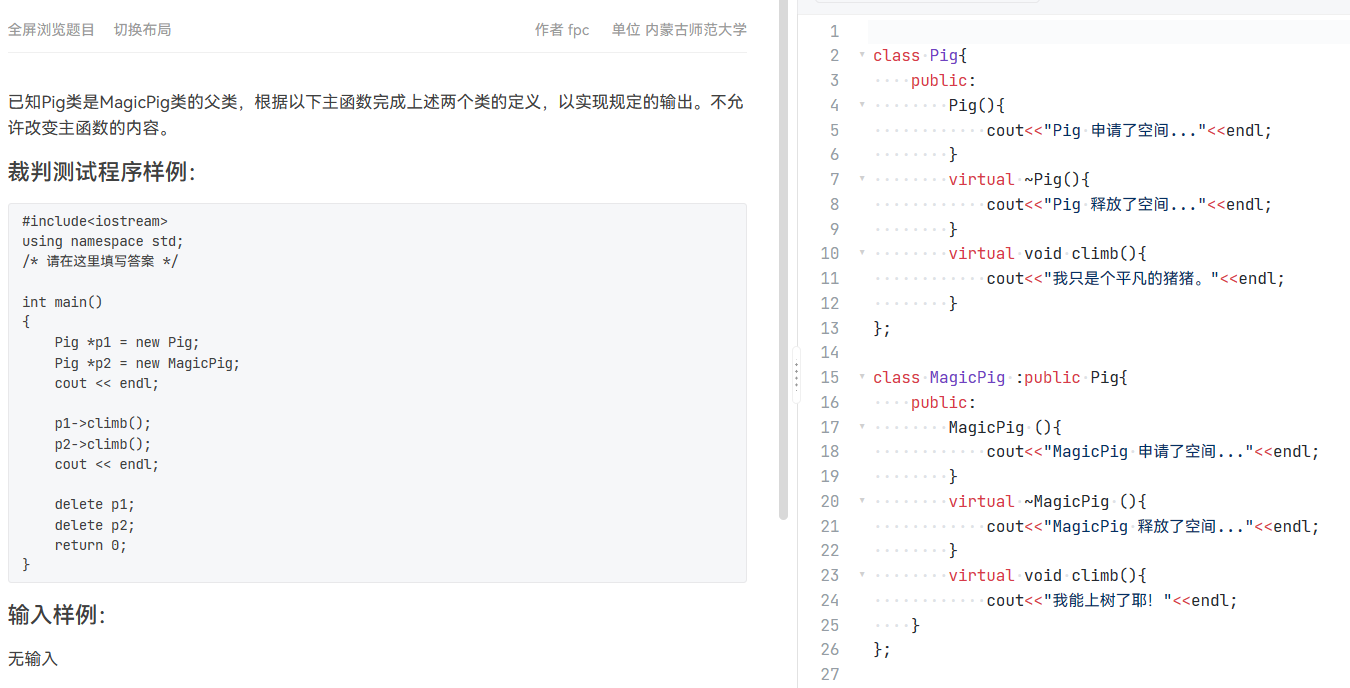 全屏浏览题目 切换布局 作者 fpc 单位 内蒙古师范大学
已知Pig类是MagicPig类的父类，根据以下主函数完成上述两个类的定义，以实现规定的输出。不允
许改变主函数的内容。
裁判测试程序样例：
#include<iostream>
using namespace std;
/* 请在这里填写答案 */
int main()
{
    Pig *p1 = new Pig;
    Pig *p2 = new MagicPig;
    cout << endl;
    p1->climb();
    p2->climb();
    cout << endl;
    delete p1;
    delete p2;
    return 0;
}
输入样例：
无输入
1
2 class Pig{
3     public:
4         Pig(){
5             cout<<"Pig 申请了空间..."<<endl;
6         }
7         virtual ~Pig(){
8             cout<<"Pig 释放了空间..."<<endl;
9         }
10         virtual void climb(){
11             cout<<"我只是个平凡的猪猪。"<<endl;
12         }
13 };
14
15 class MagicPig :public Pig{
16     public:
17         MagicPig (){
18             cout<<"MagicPig 申请了空间..."<<endl;
19         }
20         virtual ~MagicPig (){
21             cout<<"MagicPig 释放了空间..."<<endl;
22         }
23         virtual void climb(){
24             cout<<"我能上树了耶！"<<endl;
25     }
26 };
27